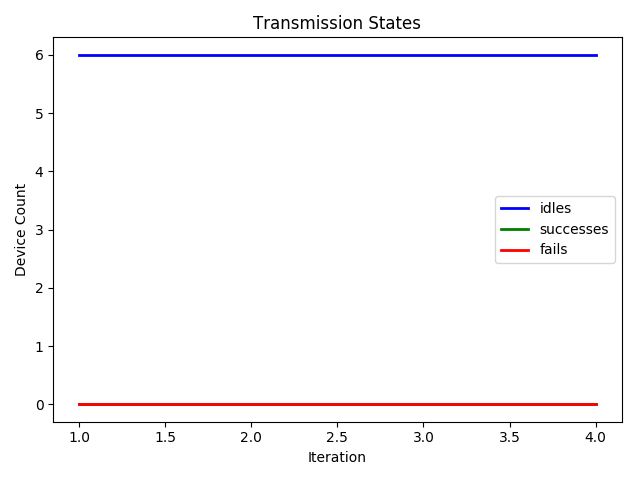 Transmission States
6
5
4
3
2
1
0
Device Count
idles
successes
fails
1.0 1.5 2.0 2.5 3.0 3.5 4.0
Iteration